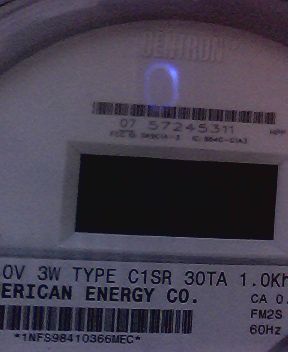 CENTRON
07 57245311
0V 3W TYPE C1SR 30TA 1.0Kh
ERICAN ENERGY CO.
CA 0.
FM2S
60Hz
*1NFS98410366MEC*